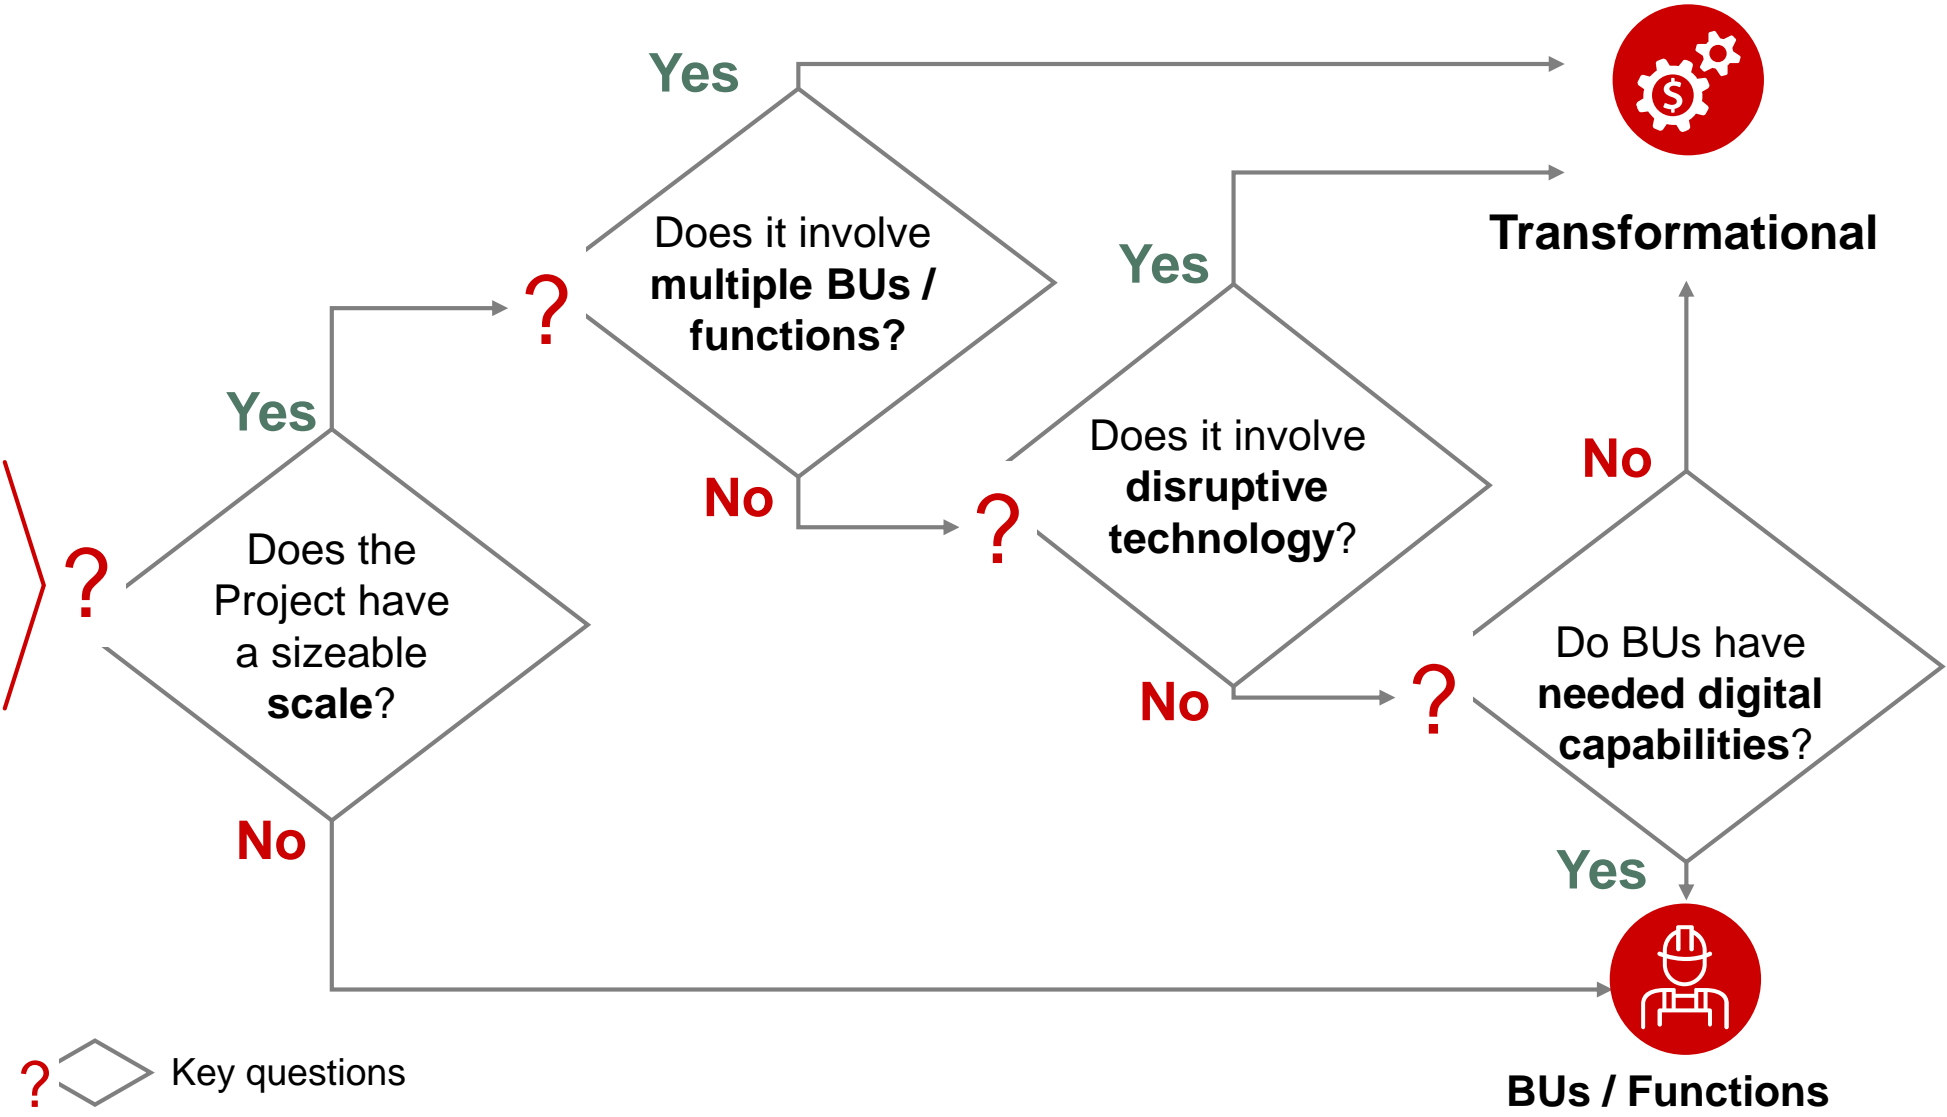 Yes
Does it involve
multiple BUs /
functions?
?
No
Yes
Transformational
Does it involve
disruptive
technology?
?
No
Yes
?
Does the
Project have
a sizeable
scale?
No
No
?
Do BUs have
needed digital
capabilities?
Yes
$
BUs / Functions
? Key questions